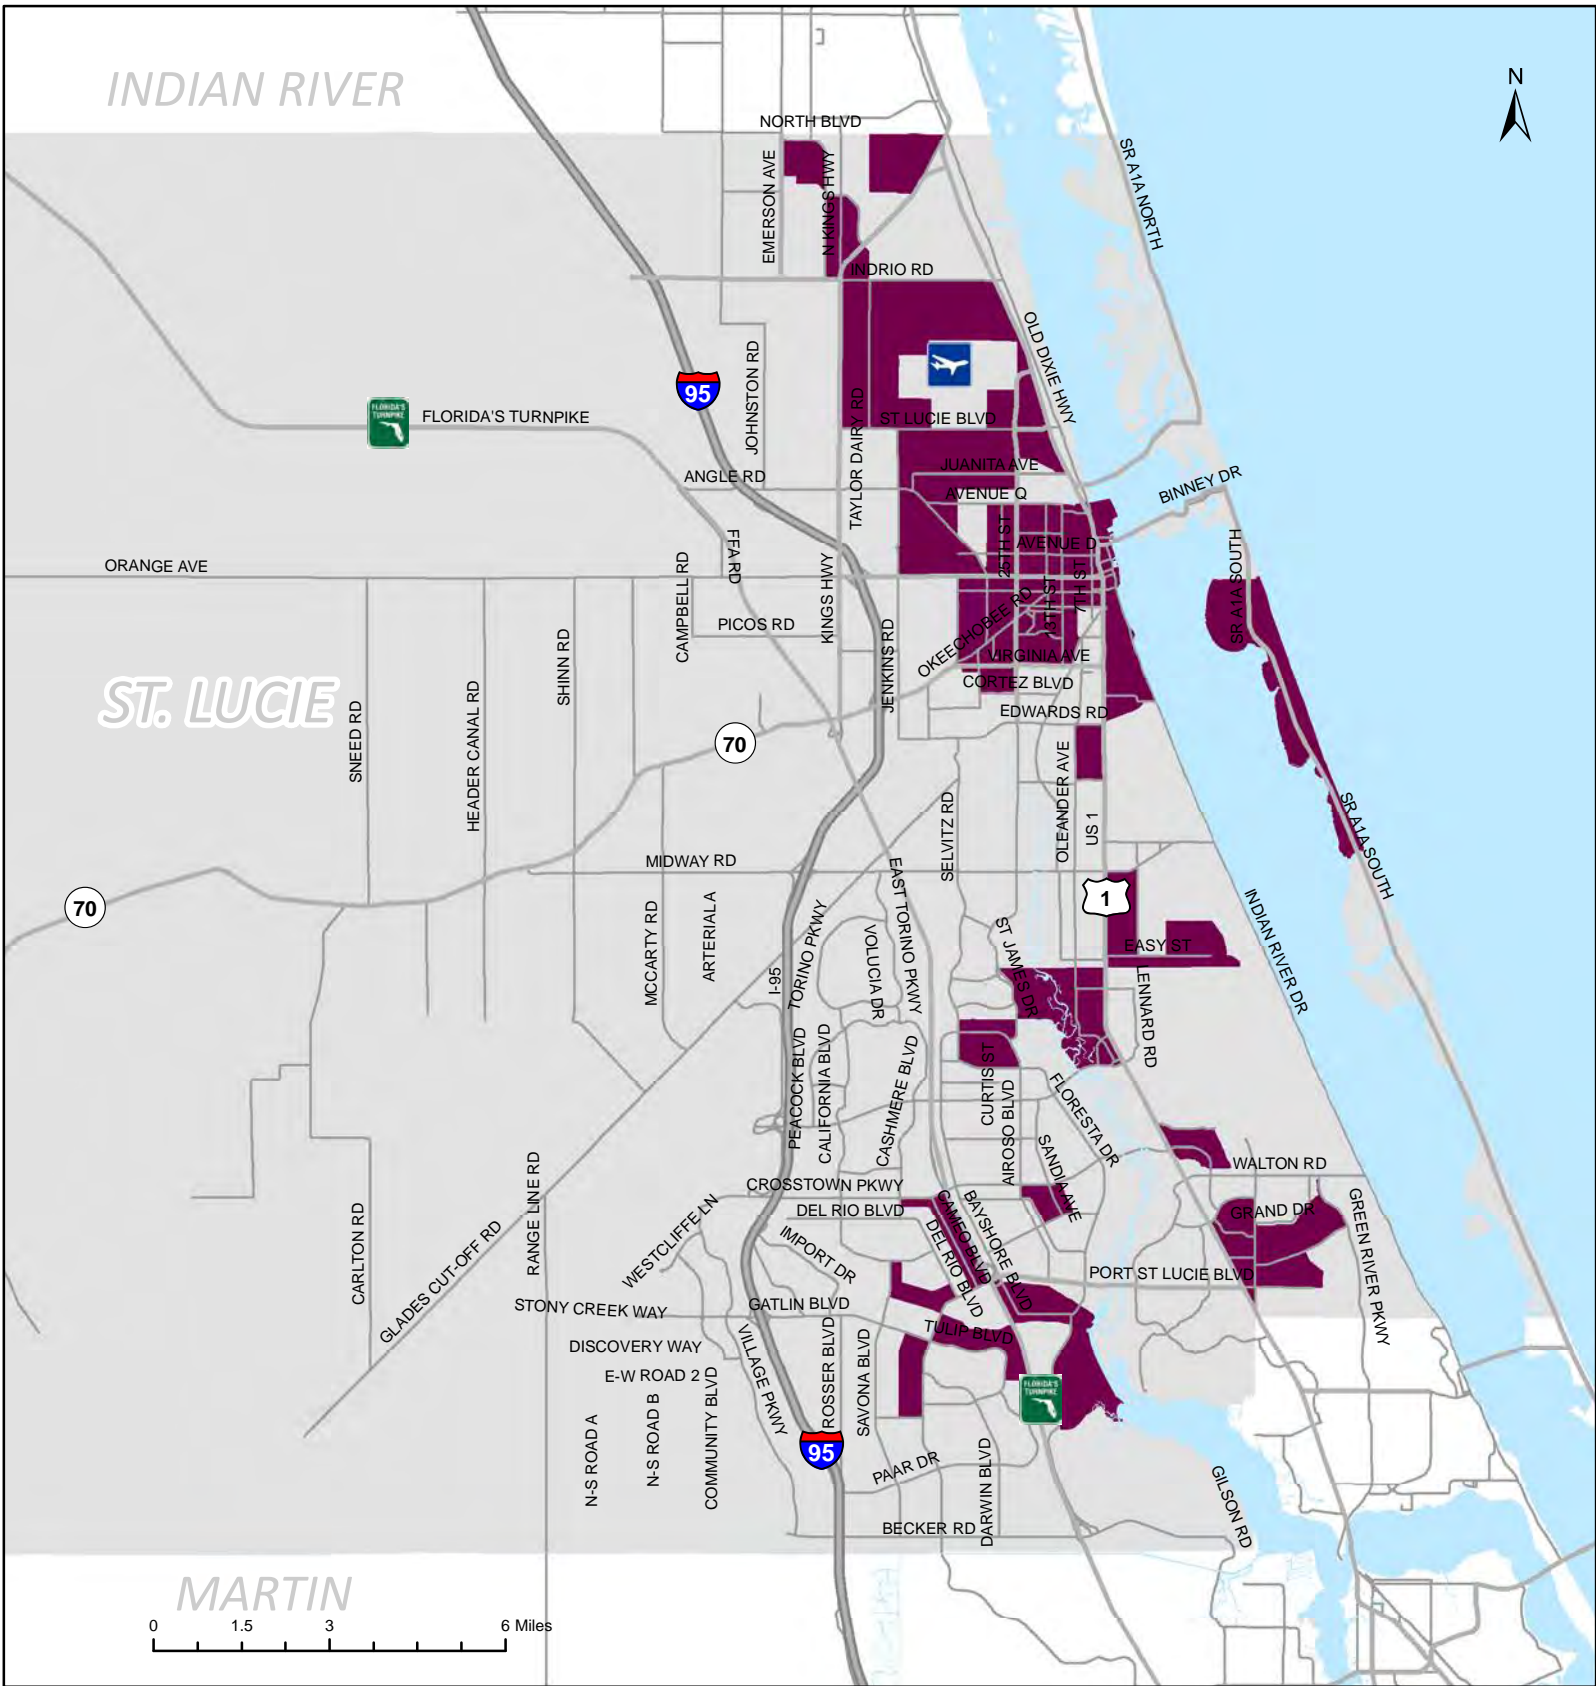 INDIAN RIVER
N
NORTH BLVD
SR A1A NORTH
EMERSON AVE
N KINGS HWY
INDRIO RD
OLD DIXIE HWY
JOHNSTON RD
95
FLORIDA'S TURNPIKE
FLORIDA'S TURNPIKE
TAYLOR DAIRY RD
ST LUCIE BLVD
JUANITA AVE
ANGLE RD
AVENUE Q
BINNEY DR
25TH ST
AVENUE D
FFA RD
ORANGE AVE
CAMPBELL RD
KINGS HWY
13TH ST
7TH ST
SR A1A SOUTH
PICOS RD
OKEECHOBEE RD
VIRGINIA AVE
SHINN RD
JENKINS RD
CORTEZ BLVD
ST. LUCIE
HEADER CANAL RD
SNEED RD
EDWARDS RD
70
OLEANDER AVE
SELVITZ RD
US 1
SR A1A SOUTH
MIDWAY RD
70
1
MCCARTY RD
ARTERIAL A
TORINO PKWY
EAST TORINO PKWY
VOLUCIA DR
I-95
ST JAMES DR
EASY ST
LENNARD RD
INDIAN RIVER DR
PEACOCK BLVD
CALIFORNIA BLVD
CASHMERE BLVD
CURTIS ST
AIROSO BLVD
FLORESTA DR
SANDIA AVE
WALTON RD
RANGE LINE RD
CROSSTOWN PKWY
DEL RIO BLVD
CAMEO BLVD
BAYSHORE BLVD
GRAND DR
GREEN RIVER PKWY
CARLTON RD
GLADES CUT-OFF RD
WESTCLIFFE LN
IMPORT DR
DEL RIO BLVD
PORT ST LUCIE BLVD
STONY CREEK WAY
GATLIN BLVD
TULIP BLVD
DISCOVERY WAY
E-W ROAD 2
VILLAGE PKWY
ROSSER BLVD
SAVONA BLVD
FLORIDA'S TURNPIKE
N-S ROAD A
N-S ROAD B
COMMUNITY BLVD
95
PAAR DR
DARWIN BLVD
GILSON RD
BECKER RD
MARTIN
0 1.5 3 6 Miles